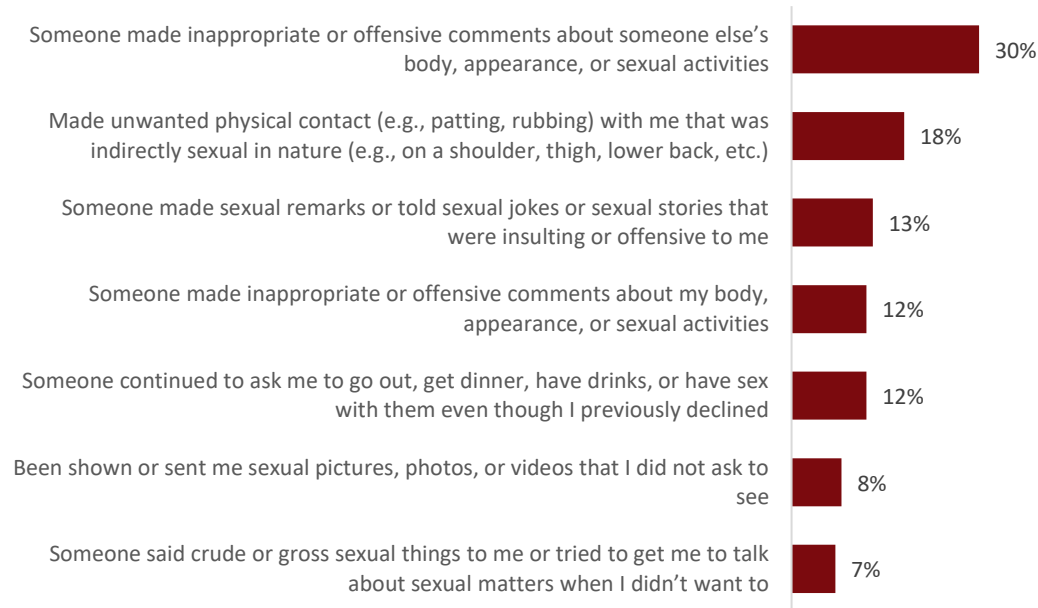 Someone made inappropriate or offensive comments about someone else’s
body, appearance, or sexual activities
30%
Made unwanted physical contact (e.g., patting, rubbing) with me that was
indirectly sexual in nature (e.g., on a shoulder, thigh, lower back, etc.)
18%
Someone made sexual remarks or told sexual jokes or sexual stories that
were insulting or offensive to me
13%
Someone made inappropriate or offensive comments about my body,
appearance, or sexual activities
12%
Someone continued to ask me to go out, get dinner, have drinks, or have sex
with them even though I previously declined
12%
Been shown or sent me sexual pictures, photos, or videos that I did not ask to
see
8%
Someone said crude or gross sexual things to me or tried to get me to talk
about sexual matters when I didn’t want to
7%